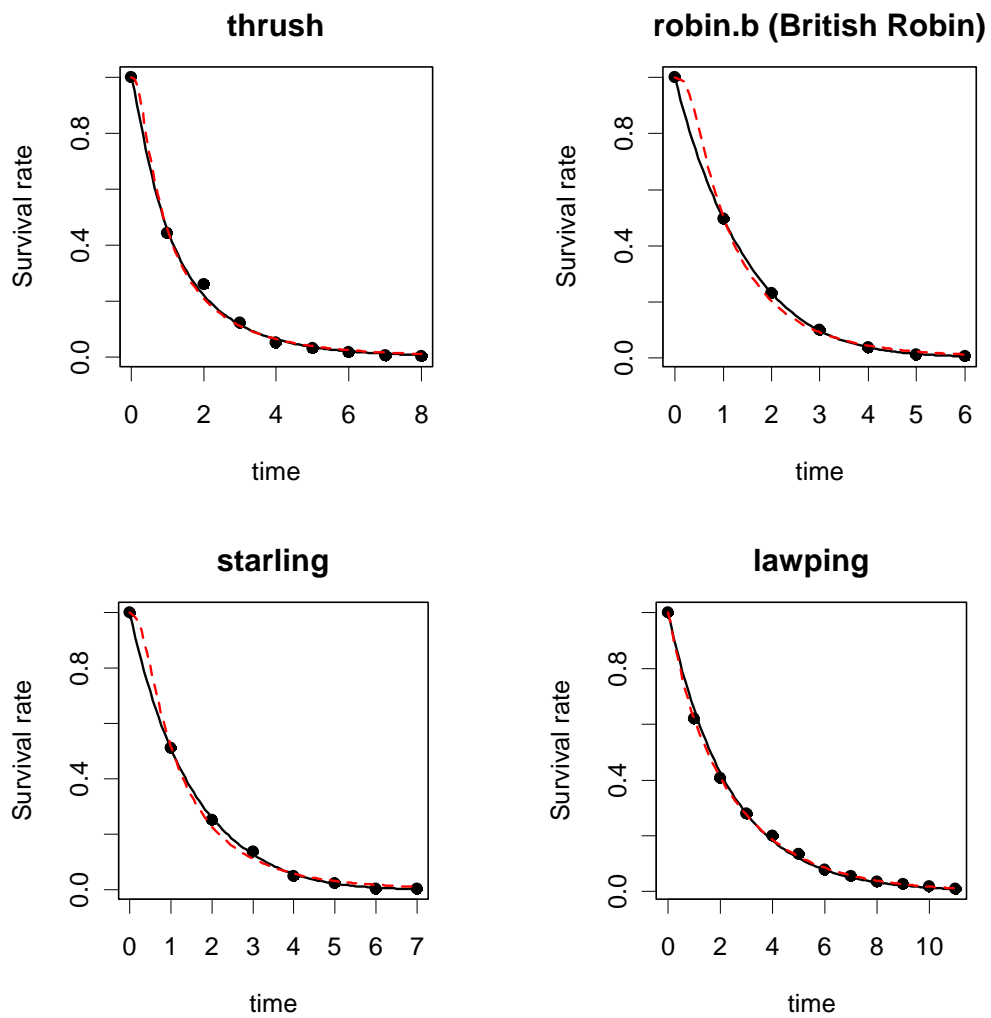 thrush
Survival rate
0.0 0.4 0.8
0 2 4 6 8
time
robin.b (British Robin)
Survival rate
0.0 0.4 0.8
0 1 2 3 4 5 6
time
starling
Survival rate
0.0 0.4 0.8
0 1 2 3 4 5 6 7
time
lawping
Survival rate
0.0 0.4 0.8
0 2 4 6 8 10
time